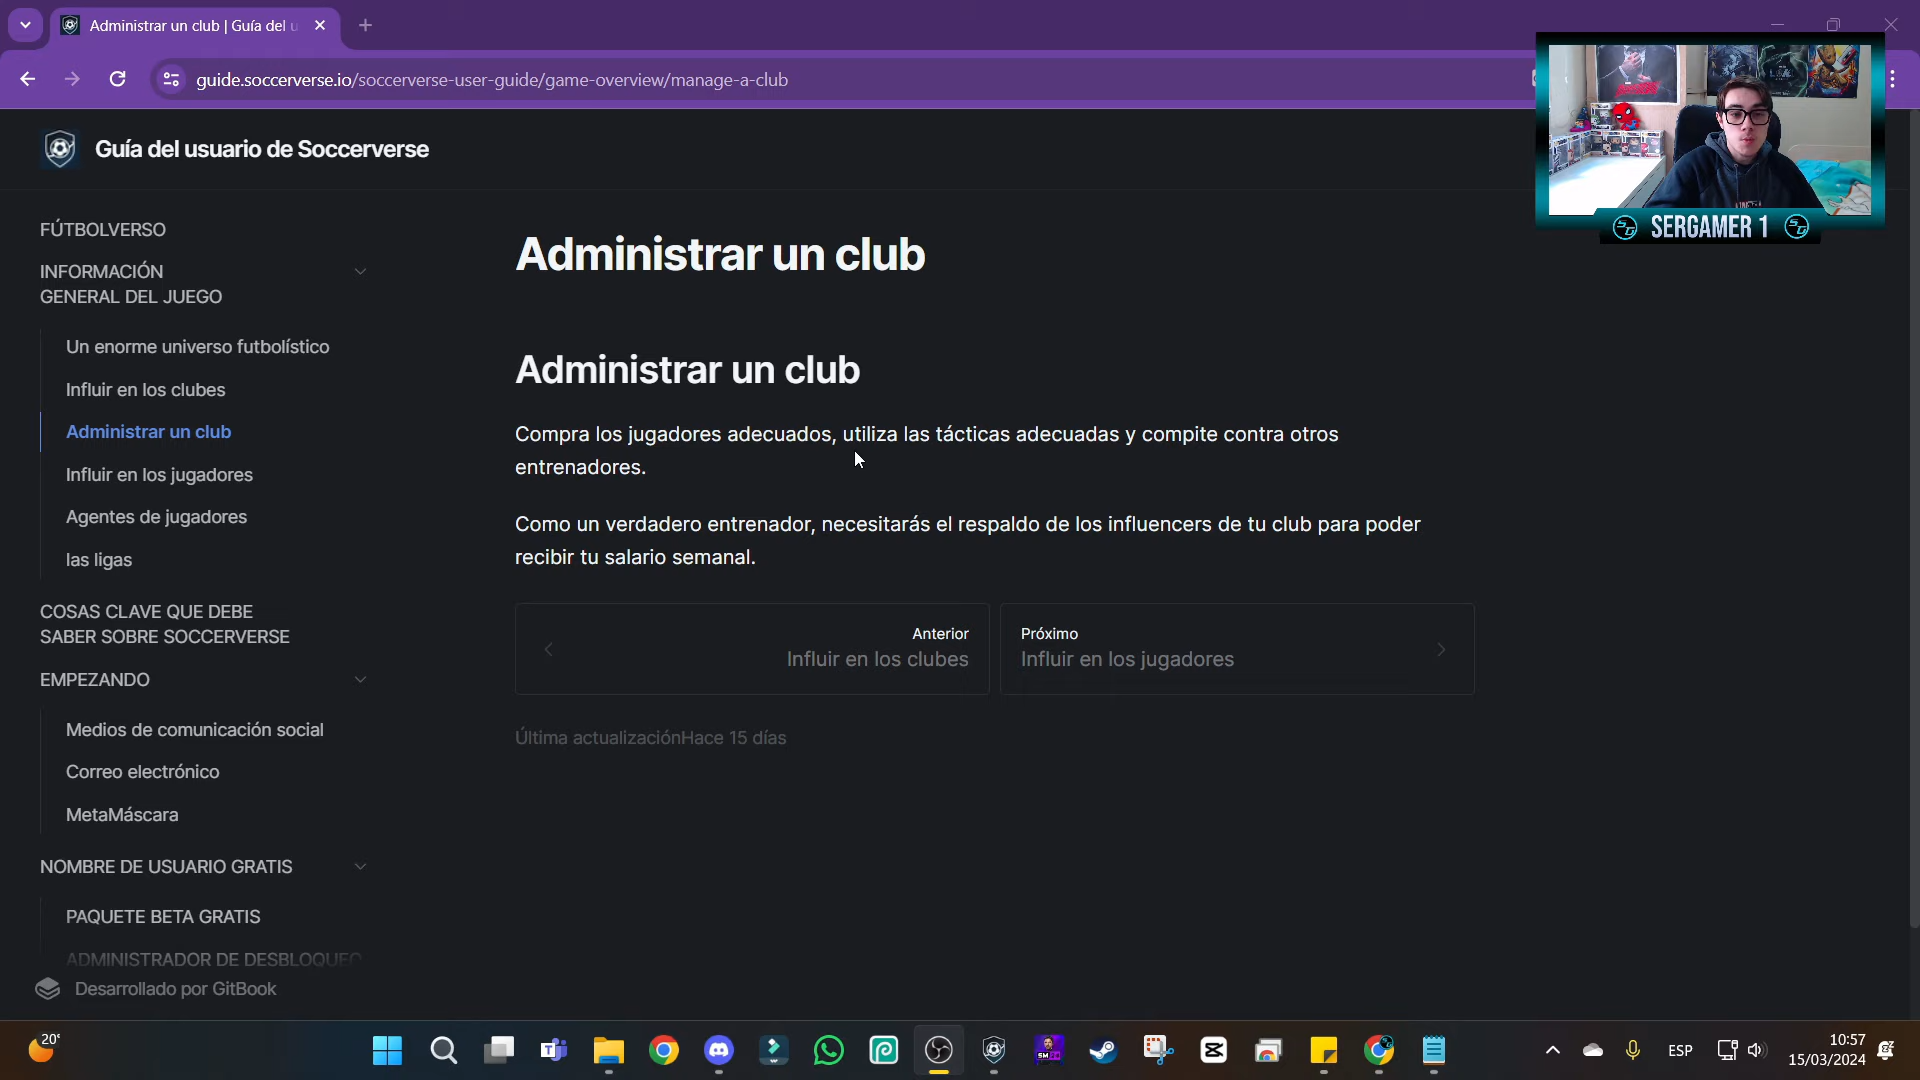 Administrar un club | Guía del u
guide.soccerverse.io/soccerverse-user-guide/game-overview/manage-a-club
Guía del usuario de Soccerverse
SERGAMER 1
FÚTBOLVERSO
INFORMACIÓN
GENERAL DEL JUEGO
Un enorme universo futbolístico
Influir en los clubes
Administrar un club
Influir en los jugadores
Agentes de jugadores
las ligas
COSAS CLAVE QUE DEBE
SABER SOBRE SOCCERVERSE
EMPEZANDO
Medios de comunicación social
Correo electrónico
MetaMáscara
NOMBRE DE USUARIO GRATIS
PAQUETE BETA GRATIS
ADMINISTRADOR DE DESBLOQUEO
Desarrollado por GitBook
Administrar un club
Administrar un club
Compra los jugadores adecuados, utiliza las tácticas adecuadas y compite contra otros
entrenadores.
Como un verdadero entrenador, necesitarás el respaldo de los influencers de tu club para poder
recibir tu salario semanal.
Anterior
Influir en los clubes
Próximo
Influir en los jugadores
Última actualizaciónHace 15 días
20°
ESP
10:57
15/03/2024